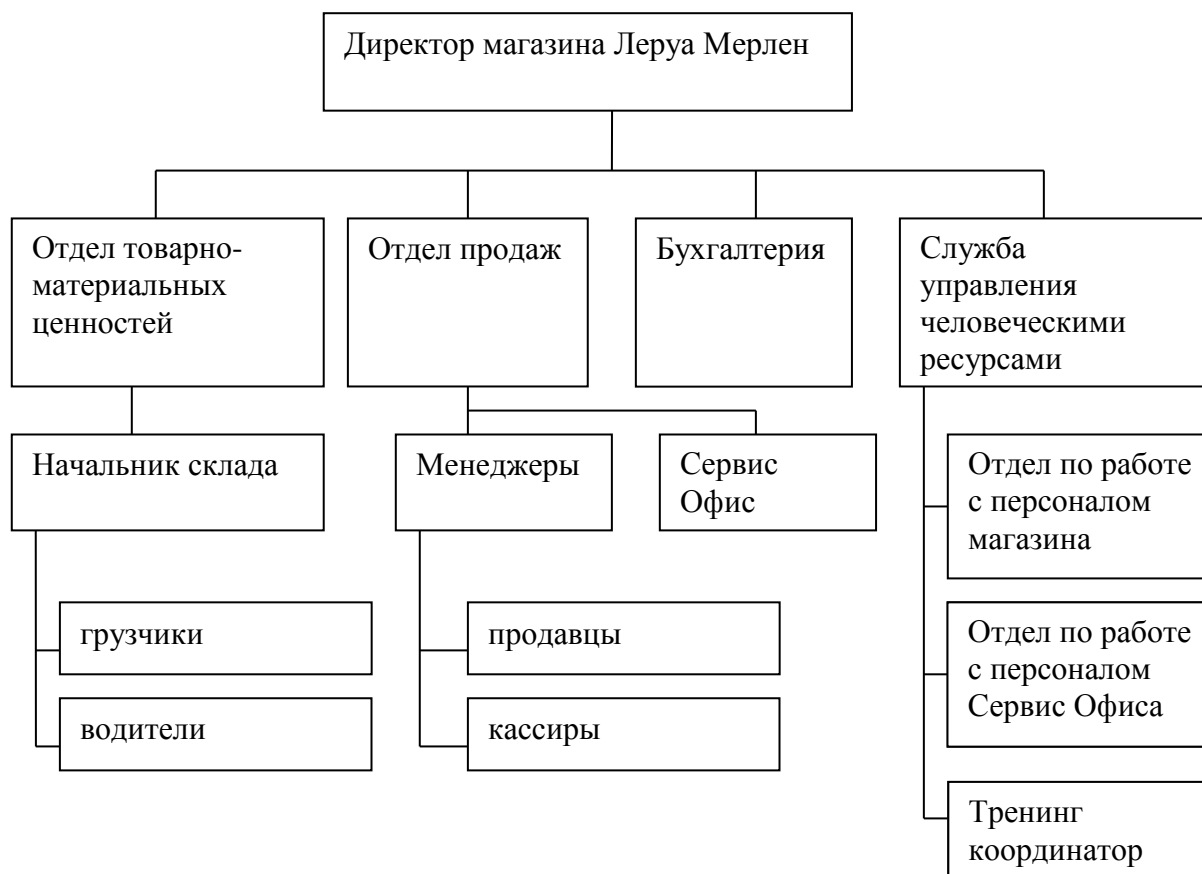 Директор магазина Леруа Мерлен
Отдел товарно-
материальных
ценностей
Отдел продаж
Бухгалтерия
Служба
управления
человеческими
ресурсами
Начальник склада
Менеджеры
Сервис
Офис
Отдел по работе
с персоналом
магазина
грузчики
продавцы
Отдел по работе
с персоналом
Сервис Офиса
водители
кассиры
Тренинг
координатор